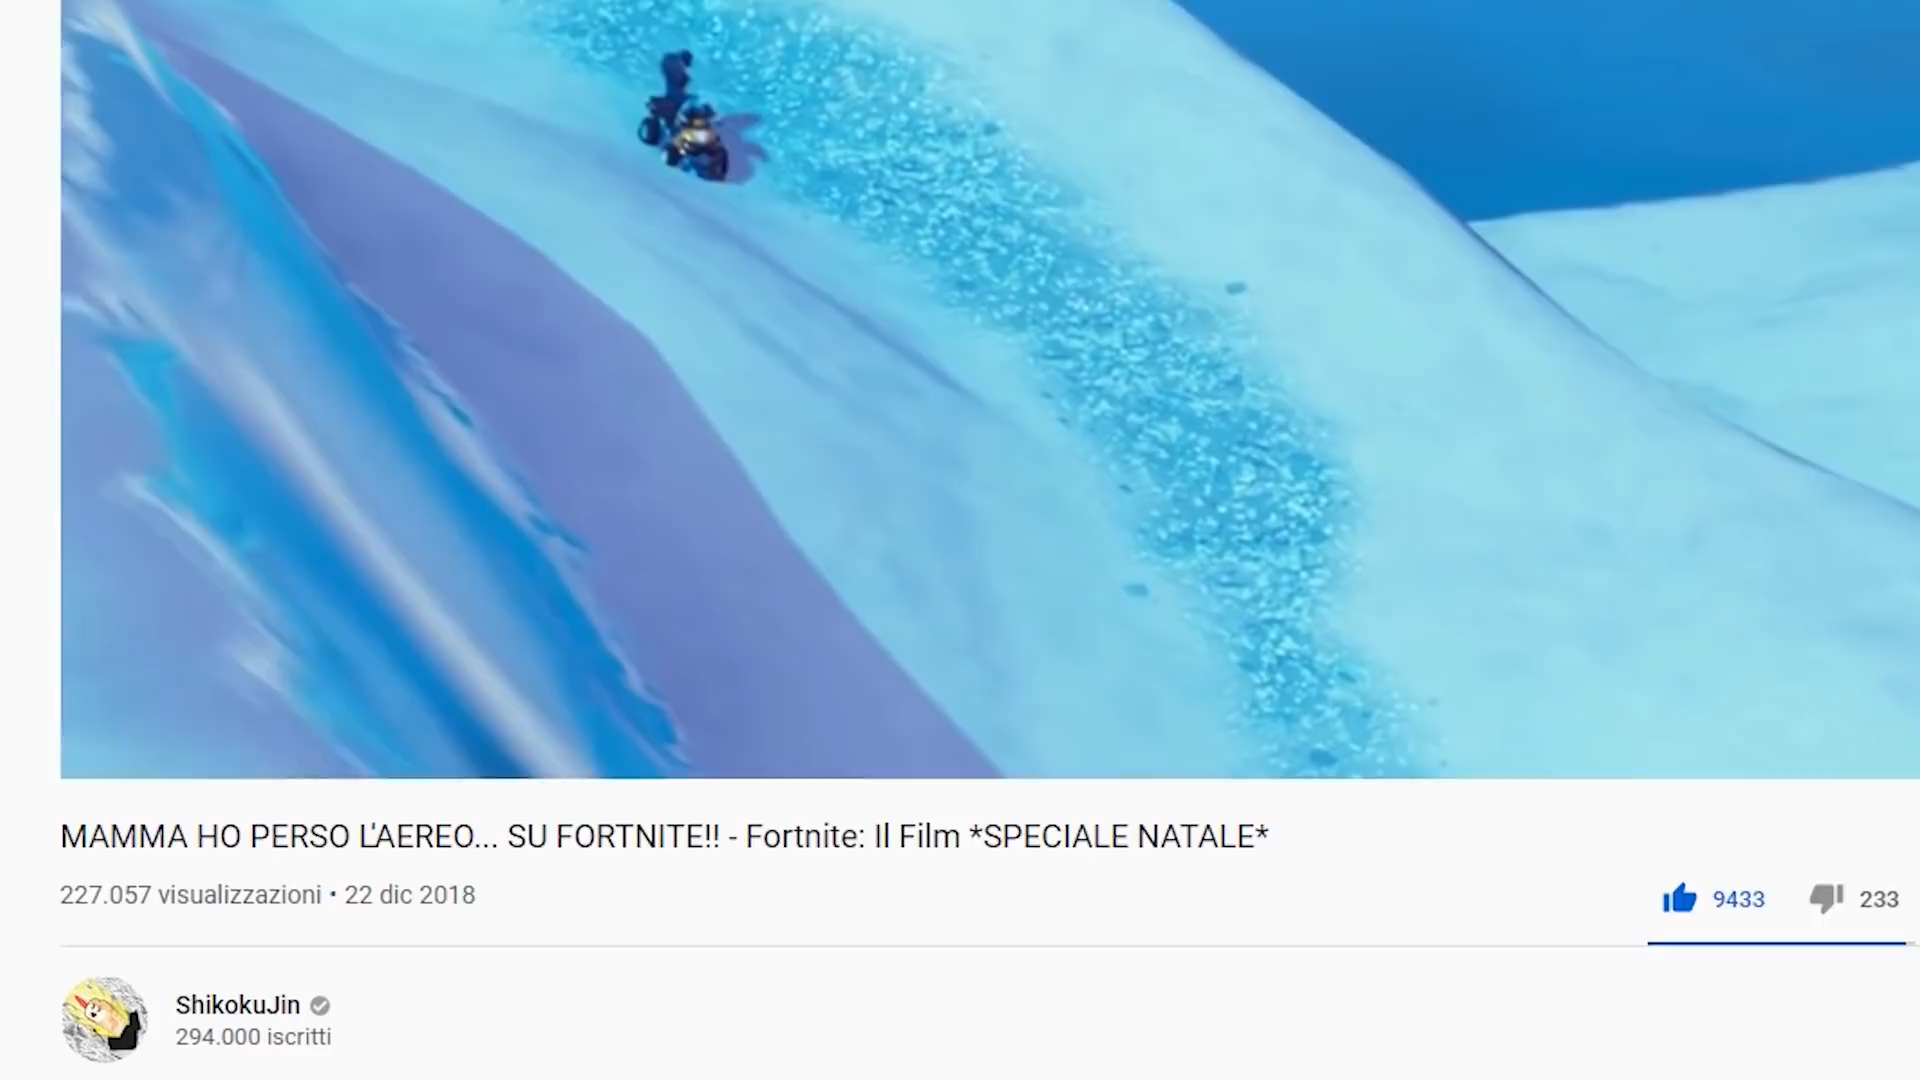 MAMMA HO PERSO L'AEREO... SU FORTNITE!! - Fortnite: Il Film *SPECIALE NATALE*
227.057 visualizzazioni • 22 dic 2018
9433
233
ShikokuJin
294.000 iscritti